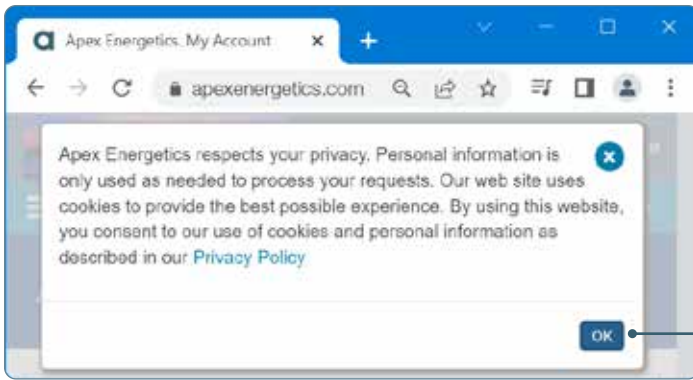 Apex Energetics. My Account
apexenergetics.com
Apex Energetics respects your privacy. Personal information is
only used as needed to process your requests. Our web site uses
cookies to provide the best possible experience. By using this website,
you consent to our use of cookies and personal information as
described in our Privacy Policy
OK